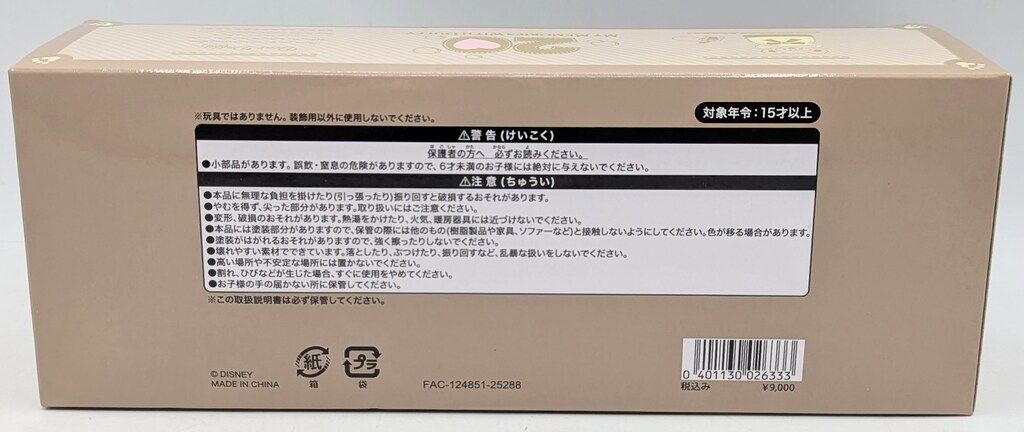 MY MEMORIES WITH DUFFY
※玩具ではありません。装飾用以外に使用しないでください。
対象年令:15才以上
⚠警告(けいこく)
保護者の方へ 必ずお読みください。
●小部品があります。誤飲・窒息の危険がありますので、6才未満のお子様には絶対に与えないでください。
⚠注意(ちゅうい)
●本品に無理な負担を掛けたり(引っ張ったり)振り回すと破損するおそれがあります。
●やむを得ず、尖った部分があります。取り扱いにはご注意ください。
●変形、破損のおそれがあります。熱湯をかけたり、火気、暖房器具には近づけないでください。
●本品には塗装部分がありますので、保管の際には他のもの(樹脂製品や家具、ソファーなど)と接触しないようにしてください。色が移る場合があります。
●塗装がはがれるおそれがありますので、強く擦ったりしないでください。
●壊れやすい素材でできています。落としたり、ぶつけたり、振り回すなど、乱暴な扱いをしないでください。
●高い場所や不安定な場所には置かないでください。
●割れ、ひびなどが生じた場合、すぐに使用をやめてください。
●お子様の手の届かない所に保管してください。
※この取扱説明書は必ず保管してください。
紙
箱
プラ
袋
© DISNEY
MADE IN CHINA
FAC-124851-25288
0 401130 026333
税込み ¥9,000